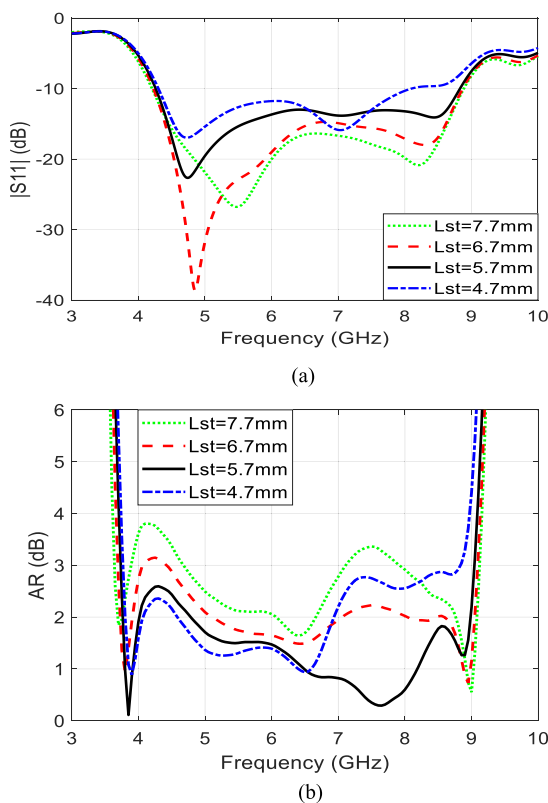 0
-10
-20
-30
-40
|S11| (dB)
Lst=7.7mm
Lst=6.7mm
Lst=5.7mm
Lst=4.7mm
3 4 5 6 7 8 9 10
Frequency (GHz)
(a)
6
5
4
3
2
1
0
AR (dB)
Lst=7.7mm
Lst=6.7mm
Lst=5.7mm
Lst=4.7mm
3 4 5 6 7 8 9 10
Frequency (GHz)
(b)